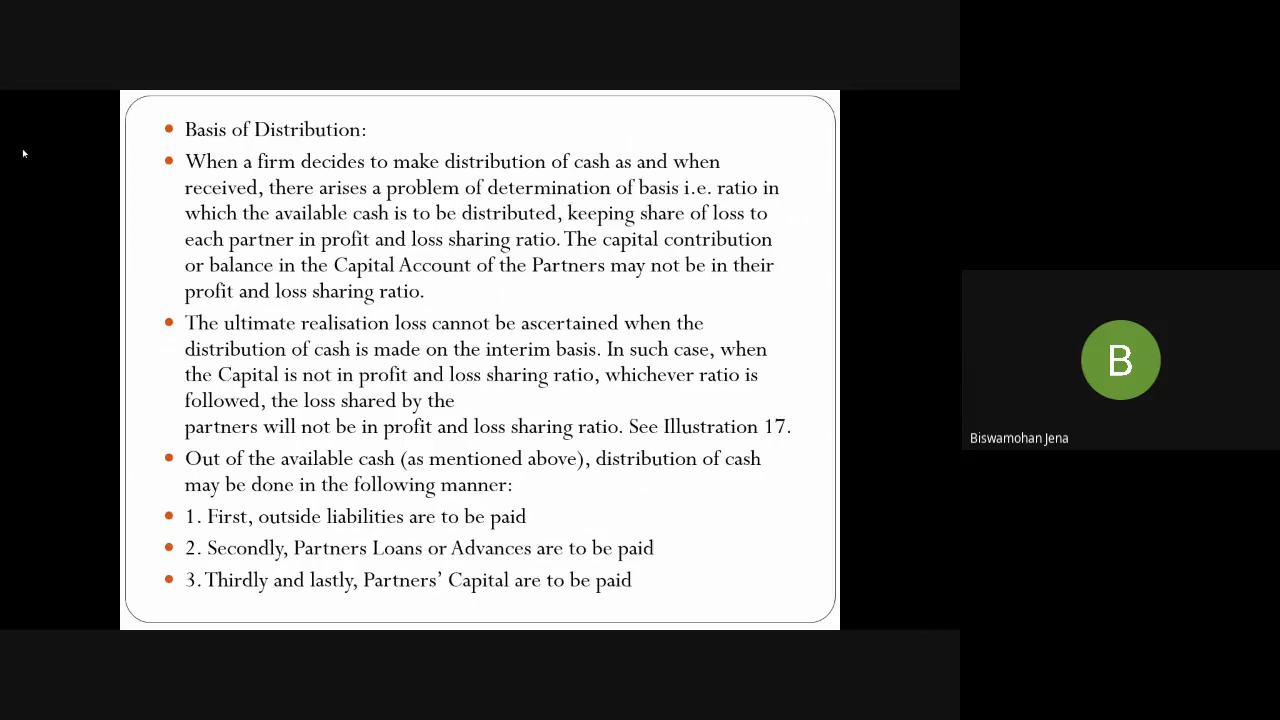 Basis of Distribution:
When a firm decides to make distribution of cash as and when
received, there arises a problem of determination of basis i.e. ratio in
which the available cash is to be distributed, keeping share of loss to
each partner in profit and loss sharing ratio. The capital contribution
or balance in the Capital Account of the Partners may not be in their
profit and loss sharing ratio.
The ultimate realisation loss cannot be ascertained when the
distribution of cash is made on the interim basis. In such case, when
the Capital is not in profit and loss sharing ratio, whichever ratio is
followed, the loss shared by the
partners will not be in profit and loss sharing ratio. See Illustration 17.
Out of the available cash (as mentioned above), distribution of cash
may be done in the following manner:
1. First, outside liabilities are to be paid
2. Secondly, Partners Loans or Advances are to be paid
3. Thirdly and lastly, Partners’ Capital are to be paid
B
Biswamohan Jena